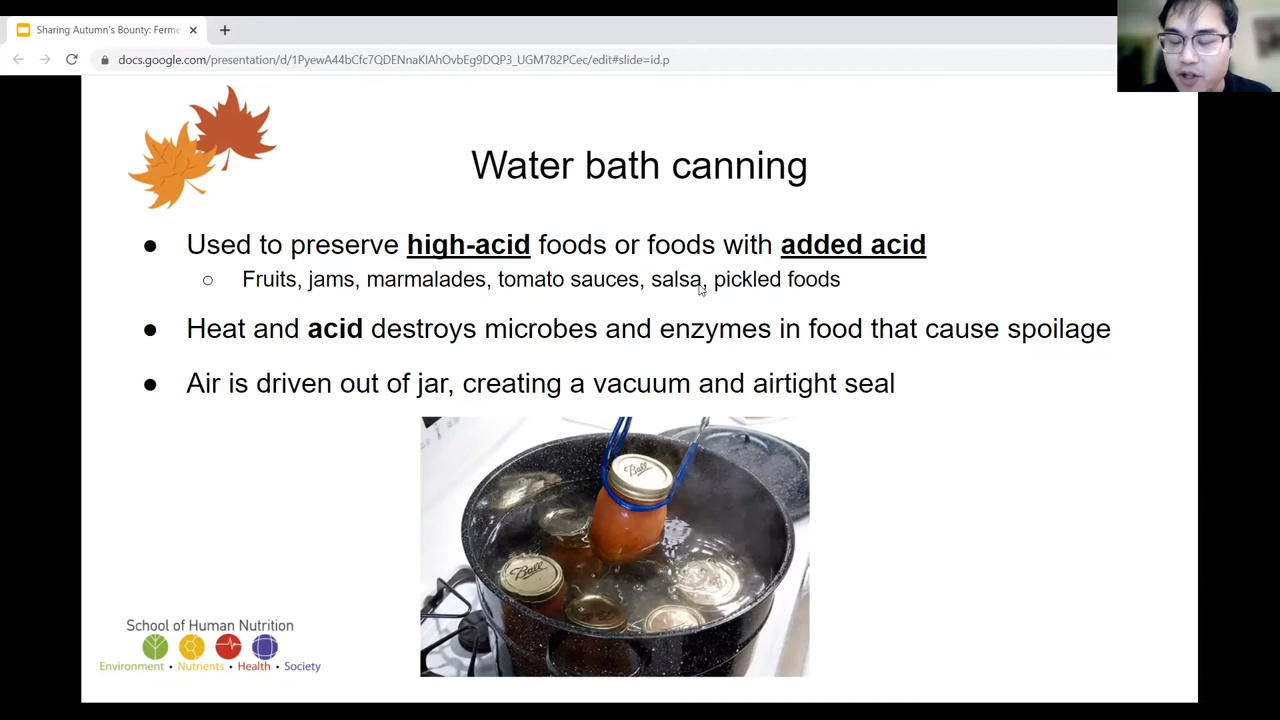 Sharing Autumn's Bounty: Ferme
docs.google.com/presentation/d/1PyewA44bCfc7QDENnaKIAhOvbEg9DQP3_UGM782PCec/edit#slide=id.p
Water bath canning
● Used to preserve high-acid foods or foods with added acid
○ Fruits, jams, marmalades, tomato sauces, salsa, pickled foods
● Heat and acid destroys microbes and enzymes in food that cause spoilage
● Air is driven out of jar, creating a vacuum and airtight seal
Ball
Ball
School of Human Nutrition
Environment • Nutrients • Health • Society